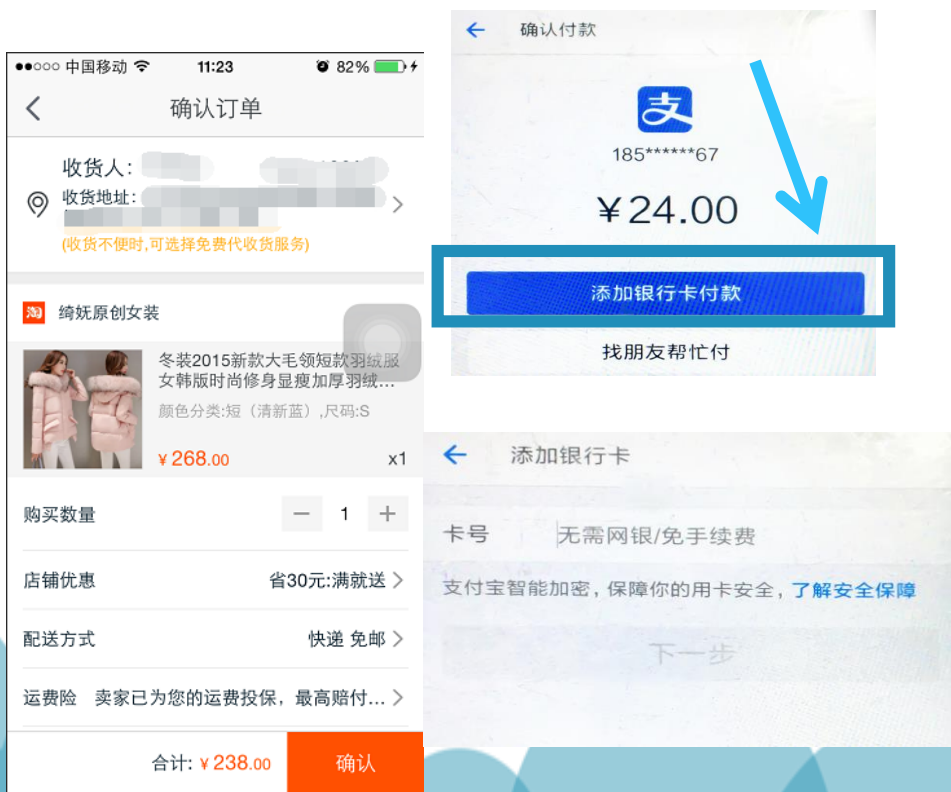 中国移动 11:23 82%
确认订单
收货人:
收货地址:
(收货不便时,可选择免费代收货服务)
淘 绮妩原创女装
冬装2015新款大毛领短款羽绒服
女韩版时尚修身显瘦加厚羽绒...
颜色分类:短（清新蓝）,尺码:S
¥268.00 x1
购买数量 1
店铺优惠 省30元:满就送
配送方式 快递 免邮
运费险 卖家已为您的运费投保，最高赔付...
合计: ¥238.00 确认
确认付款
支
185******67
¥24.00
添加银行卡付款
找朋友帮忙付
添加银行卡
卡号 无需网银/免手续费
支付宝智能加密，保障你的用卡安全，了解安全保障
下一步